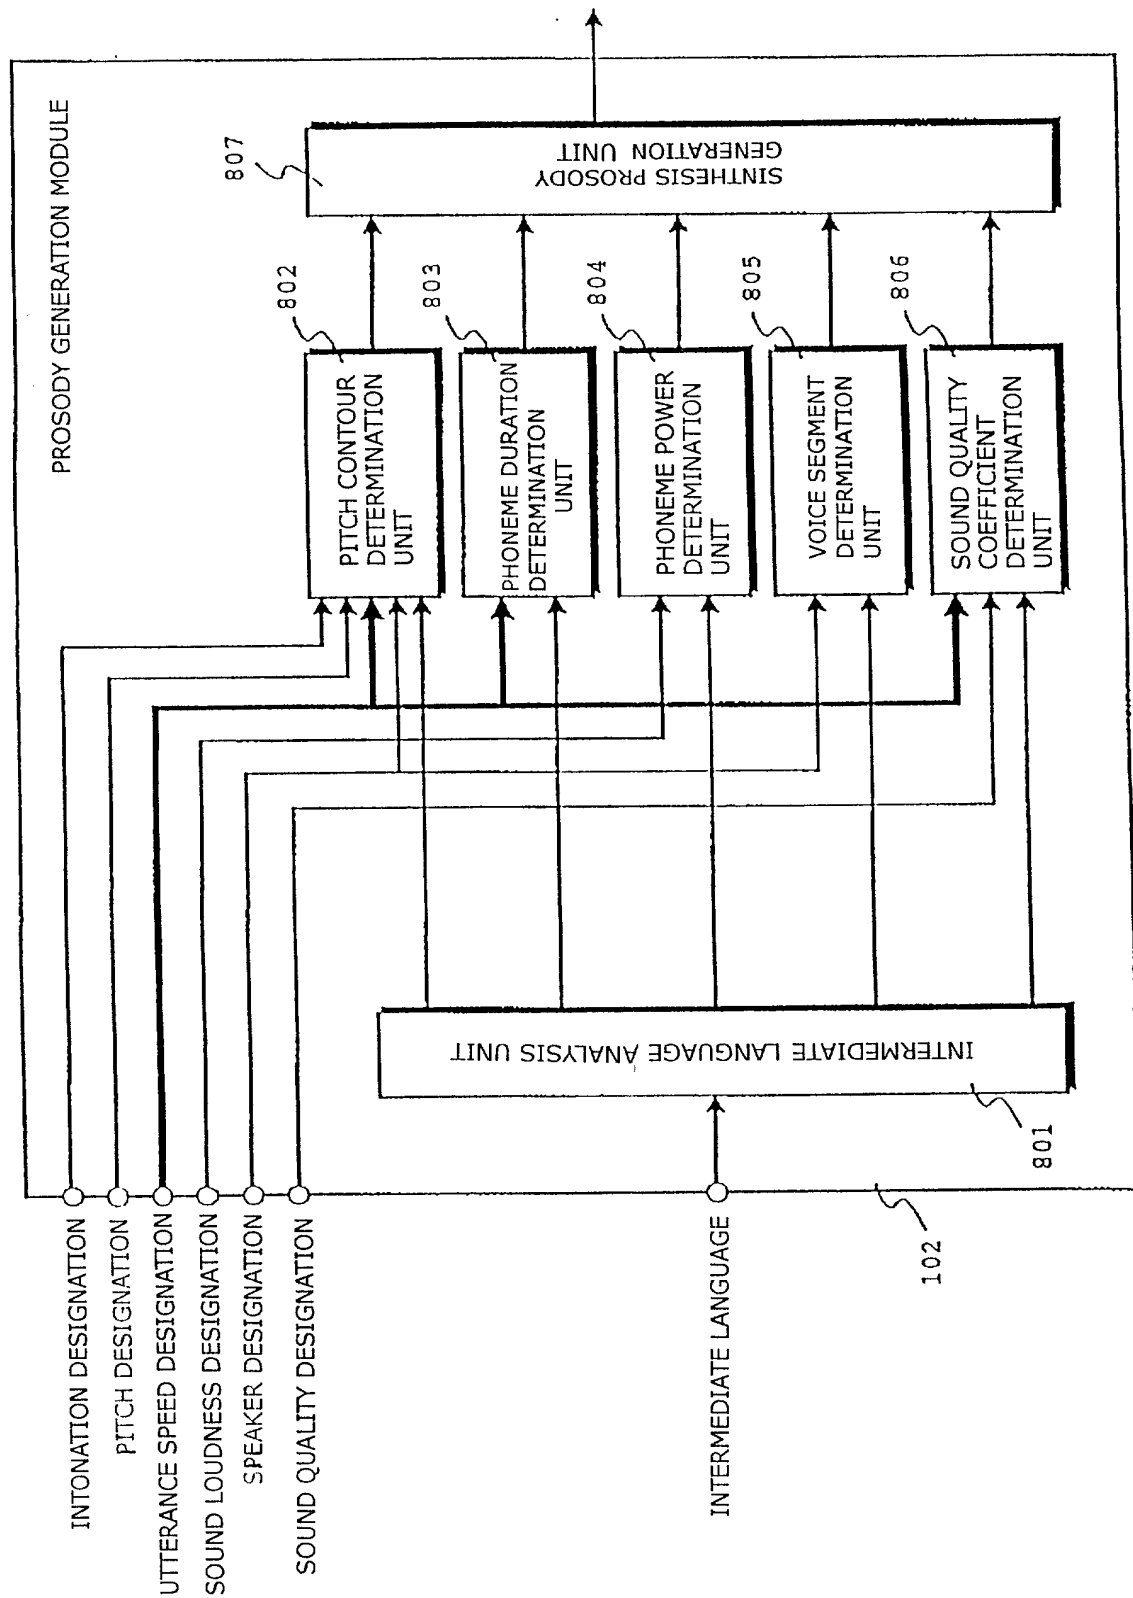 PROSODY GENERATION MODULE
INTONATION DESIGNATION
PITCH DESIGNATION
UTTERANCE SPEED DESIGNATION
SOUND LOUDNESS DESIGNATION
SPEAKER DESIGNATION
SOUND QUALITY DESIGNATION
INTERMEDIATE LANGUAGE
102
INTERMEDIATE LANGUAGE ANALYSIS UNIT
801
PITCH CONTOUR
DETERMINATION
UNIT
802
PHONEME DURATION
DETERMINATION
UNIT
803
PHONEME POWER
DETERMINATION
UNIT
804
VOICE SEGMENT
DETERMINATION
UNIT
805
SOUND QUALITY
COEFFICIENT
DETERMINATION
UNIT
806
SINTHESIS PROSODY
GENERATION UNIT
807